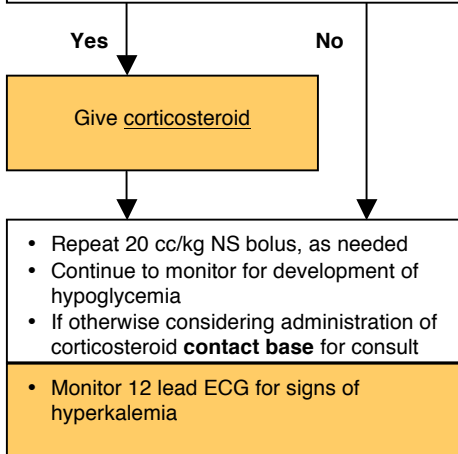 Yes No
Give corticosteroid
• Repeat 20 cc/kg NS bolus, as needed
• Continue to monitor for development of
hypoglycemia
• If otherwise considering administration of
corticosteroid contact base for consult
• Monitor 12 lead ECG for signs of
hyperkalemia